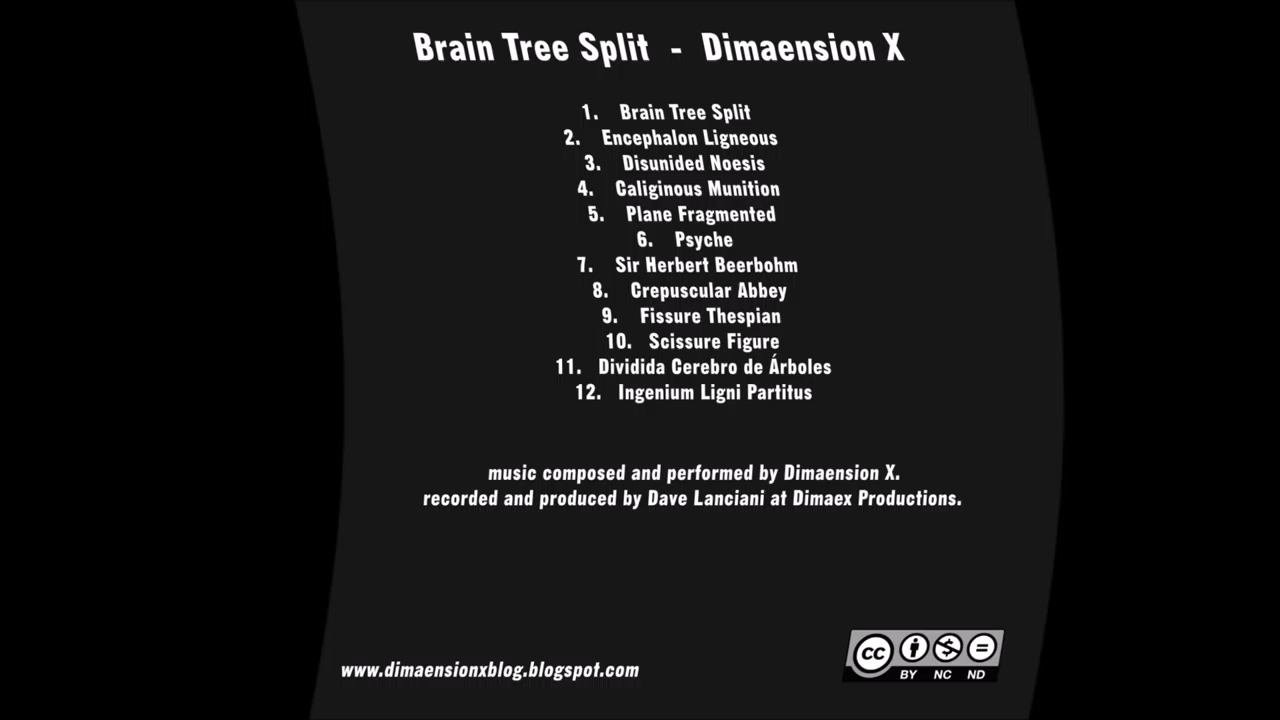 Brain Tree Split - Dimaension X
1. Brain Tree Split
2. Encephalon Ligneous
3. Disunided Noesis
4. Caliginous Munition
5. Plane Fragmented
6. Psyche
7. Sir Herbert Beerbohm
8. Crepuscular Abbey
9. Fissure Thespian
10. Scissure Figure
11. Dividida Cerebro de Árboles
12. Ingenium Ligni Partitus
music composed and performed by Dimaension X.
recorded and produced by Dave Lanciani at Dimaex Productions.
www.dimaensionxblog.blogspot.com
CC
BY NC ND